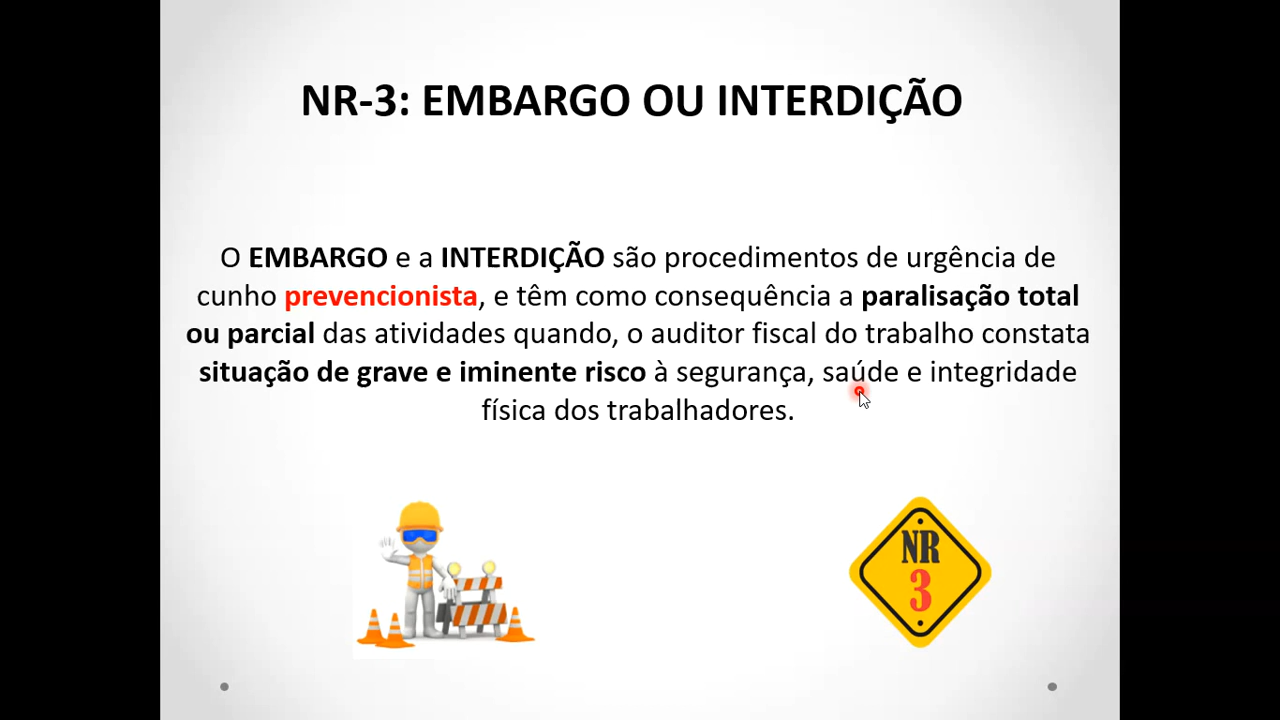 NR-3: EMBARGO OU INTERDIÇÃO
O EMBARGO e a INTERDIÇÃO são procedimentos de urgência de
cunho prevencionista, e têm como consequência a paralisação total
ou parcial das atividades quando, o auditor fiscal do trabalho constata
situação de grave e iminente risco à segurança, saúde e integridade
física dos trabalhadores.
NR
3